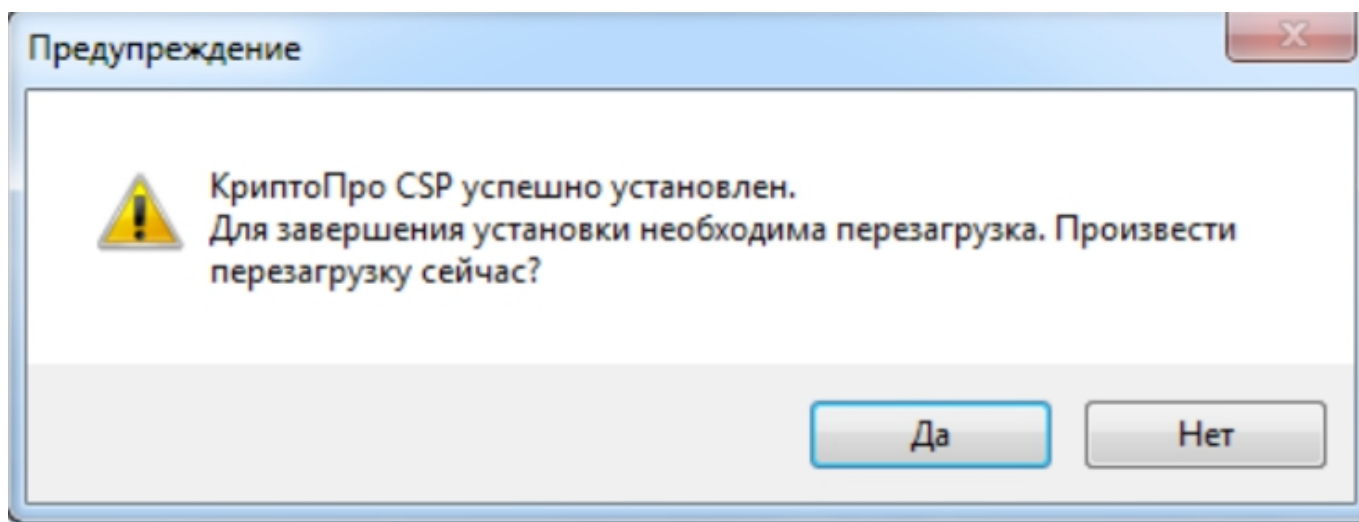 Предупреждение
КриптоПро CSP успешно установлен.
Для завершения установки необходима перезагрузка. Произвести
перезагрузку сейчас?
Да Нет